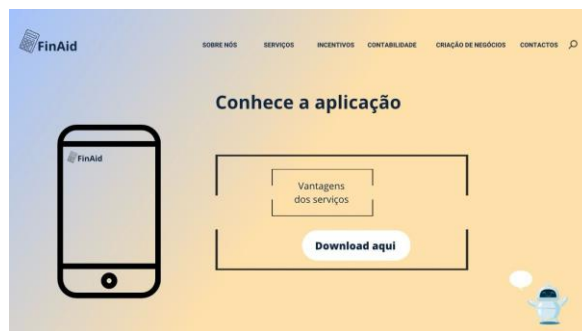 FinAid
SOBRE NÓS SERVIÇOS INCENTIVOS CONTABILIDADE CRIAÇÃO DE NEGÓCIOS CONTACTOS
Conhece a aplicação
FinAid
Vantagens
dos serviços
Download aqui